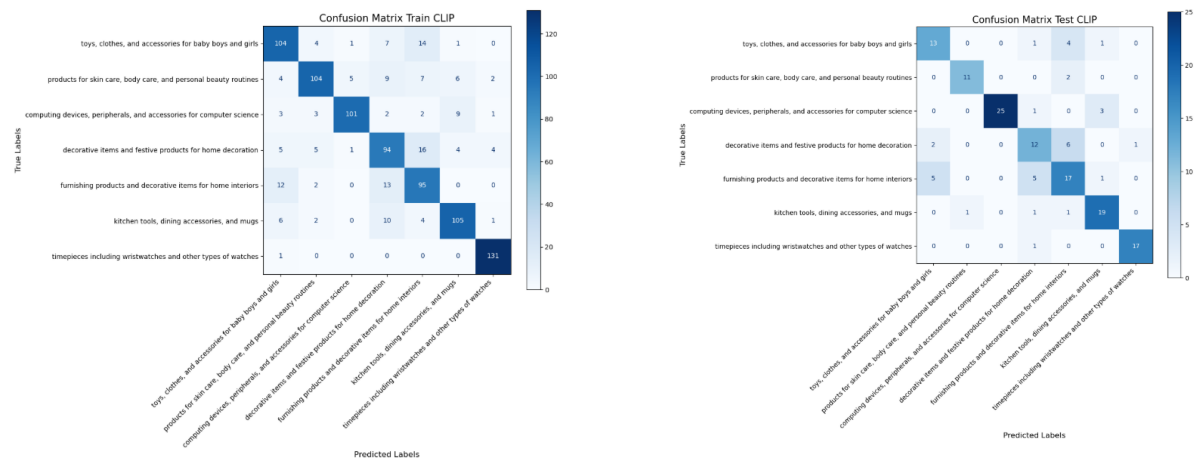 Confusion Matrix Train CLIP
True Labels
toys, clothes, and accessories for baby boys and girls 104 4 1 7 14 1 0
products for skin care, body care, and personal beauty routines 4 104 5 9 7 6 2
computing devices, peripherals, and accessories for computer science 3 3 101 2 2 9 1
decorative items and festive products for home decoration 5 5 1 94 16 4 4
furnishing products and decorative items for home interiors 12 2 0 13 95 0 0
kitchen tools, dining accessories, and mugs 6 2 0 10 4 105 1
timepieces including wristwatches and other types of watches 1 0 0 0 0 0 131
toys, clothes, and accessories for baby boys and girls
products for skin care, body care, and personal beauty routines
computing devices, peripherals, and accessories for computer science
decorative items and festive products for home decoration
furnishing products and decorative items for home interiors
kitchen tools, dining accessories, and mugs
timepieces including wristwatches and other types of watches
Predicted Labels
120
100
80
60
40
20
0
Confusion Matrix Test CLIP
True Labels
toys, clothes, and accessories for baby boys and girls 13 0 0 1 4 1 0
products for skin care, body care, and personal beauty routines 0 11 0 0 2 0 0
computing devices, peripherals, and accessories for computer science 0 0 25 1 0 3 0
decorative items and festive products for home decoration 2 0 0 12 6 0 1
furnishing products and decorative items for home interiors 5 0 0 5 17 1 0
kitchen tools, dining accessories, and mugs 0 1 0 1 1 19 0
timepieces including wristwatches and other types of watches 0 0 0 1 0 0 17
toys, clothes, and accessories for baby boys and girls
products for skin care, body care, and personal beauty routines
computing devices, peripherals, and accessories for computer science
decorative items and festive products for home decoration
furnishing products and decorative items for home interiors
kitchen tools, dining accessories, and mugs
timepieces including wristwatches and other types of watches
Predicted Labels
25
20
15
10
5
0